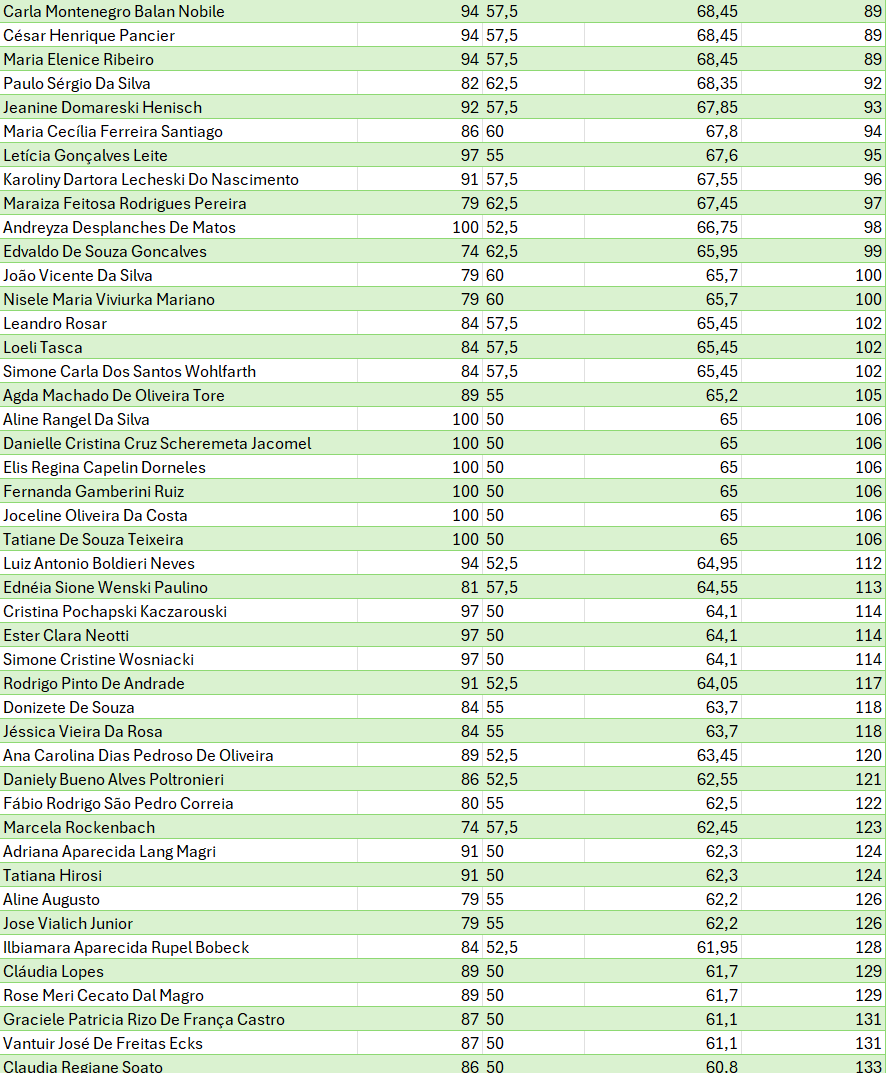 Carla Montenegro Balan Nobile 94 57,5 68,45 89
César Henrique Pancier 94 57,5 68,45 89
Maria Elenice Ribeiro 94 57,5 68,45 89
Paulo Sérgio Da Silva 82 62,5 68,35 92
Jeanine Domareski Henisch 92 57,5 67,85 93
Maria Cecília Ferreira Santiago 86 60 67,8 94
Letícia Gonçalves Leite 97 55 67,6 95
Karoliny Dartora Lecheski Do Nascimento 91 57,5 67,55 96
Maraiza Feitosa Rodrigues Pereira 79 62,5 67,45 97
Andreyza Desplanches De Matos 100 52,5 66,75 98
Edvaldo De Souza Goncalves 74 62,5 65,95 99
João Vicente Da Silva 79 60 65,7 100
Nisele Maria Viviurka Mariano 79 60 65,7 100
Leandro Rosar 84 57,5 65,45 102
Loeli Tasca 84 57,5 65,45 102
Simone Carla Dos Santos Wohlfarth 84 57,5 65,45 102
Agda Machado De Oliveira Tore 89 55 65,2 105
Aline Rangel Da Silva 100 50 65 106
Danielle Cristina Cruz Scheremeta Jacomel 100 50 65 106
Elis Regina Capelin Dorneles 100 50 65 106
Fernanda Gamberini Ruiz 100 50 65 106
Joceline Oliveira Da Costa 100 50 65 106
Tatiane De Souza Teixeira 100 50 65 106
Luiz Antonio Boldieri Neves 94 52,5 64,95 112
Ednéia Sione Wenski Paulino 81 57,5 64,55 113
Cristina Pochapski Kaczarouski 97 50 64,1 114
Ester Clara Neotti 97 50 64,1 114
Simone Cristine Wosniacki 97 50 64,1 114
Rodrigo Pinto De Andrade 91 52,5 64,05 117
Donizete De Souza 84 55 63,7 118
Jéssica Vieira Da Rosa 84 55 63,7 118
Ana Carolina Dias Pedroso De Oliveira 89 52,5 63,45 120
Daniely Bueno Alves Poltronieri 86 52,5 62,55 121
Fábio Rodrigo São Pedro Correia 80 55 62,5 122
Marcela Rockenbach 74 57,5 62,45 123
Adriana Aparecida Lang Magri 91 50 62,3 124
Tatiana Hirosi 91 50 62,3 124
Aline Augusto 79 55 62,2 126
Jose Vialich Junior 79 55 62,2 126
Ilbiamara Aparecida Rupel Bobeck 84 52,5 61,95 128
Cláudia Lopes 89 50 61,7 129
Rose Meri Cecato Dal Magro 89 50 61,7 129
Graciele Patricia Rizo De França Castro 87 50 61,1 131
Vantuir José De Freitas Ecks 87 50 61,1 131
Claudia Regiane Soato 86 50 60,8 133